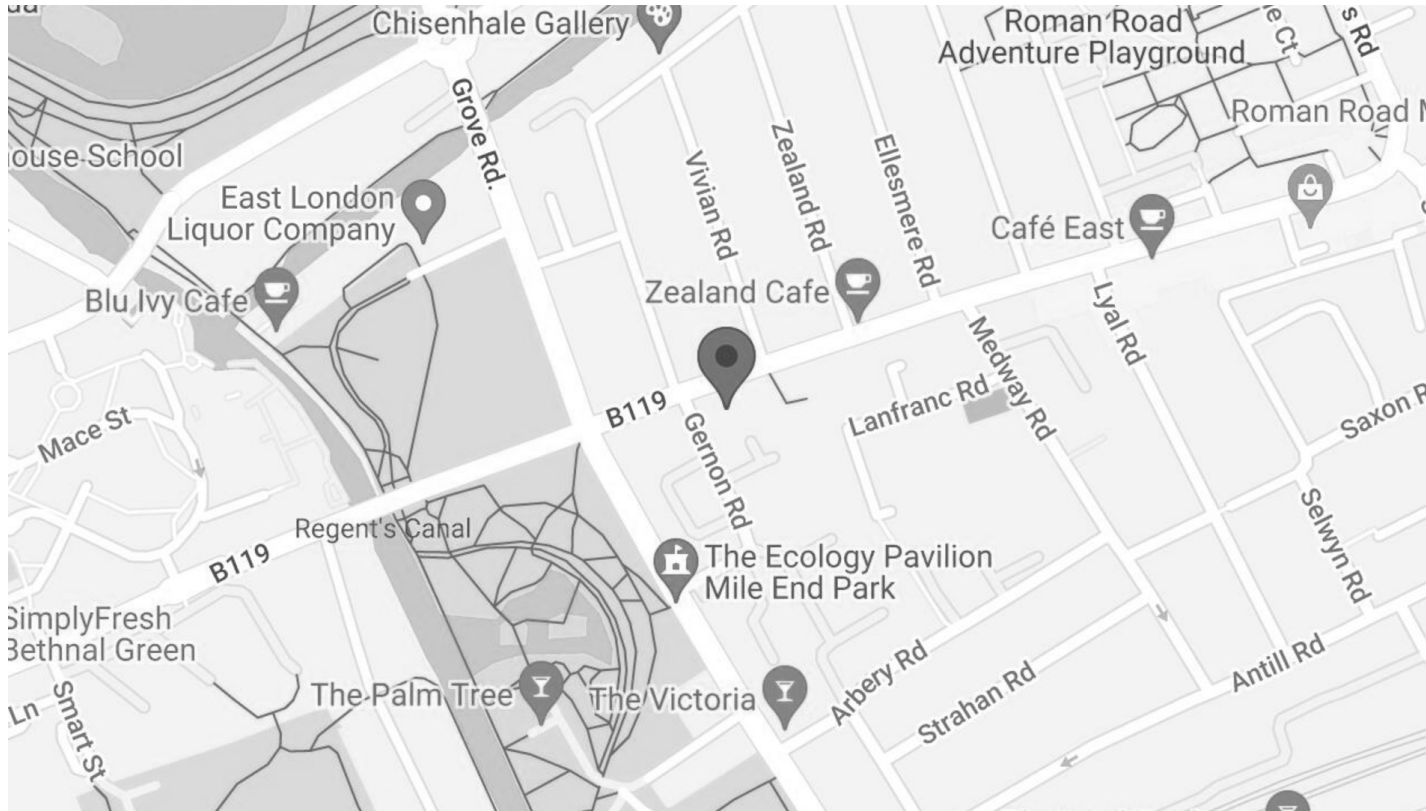 Chisenhale Gallery
Roman Road
Adventure Playground
Grove Rd.
Roman Road
ouse School
East London
Liquor Company
Vivian Rd
Zealand Rd
Ellesmere Rd
Café East
Blu Ivy Cafe
Zealand Cafe
Lyal Rd
Medway Rd
Mace St
B119
Lanfranc Rd
Gernon Rd
Saxon R
Regent's Canal
B119
Selwyn Rd
The Ecology Pavilion
Mile End Park
SimplyFresh
Bethnal Green
The Palm Tree
The Victoria
Arbery Rd
Strahan Rd
Antill Rd
Ln
Smart St